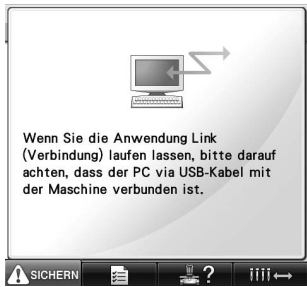 Wenn Sie die Anwendung Link
(Verbindung) laufen lassen, bitte darauf
achten, dass der PC via USB-Kabel mit
der Maschine verbunden ist.
SICHERN
?